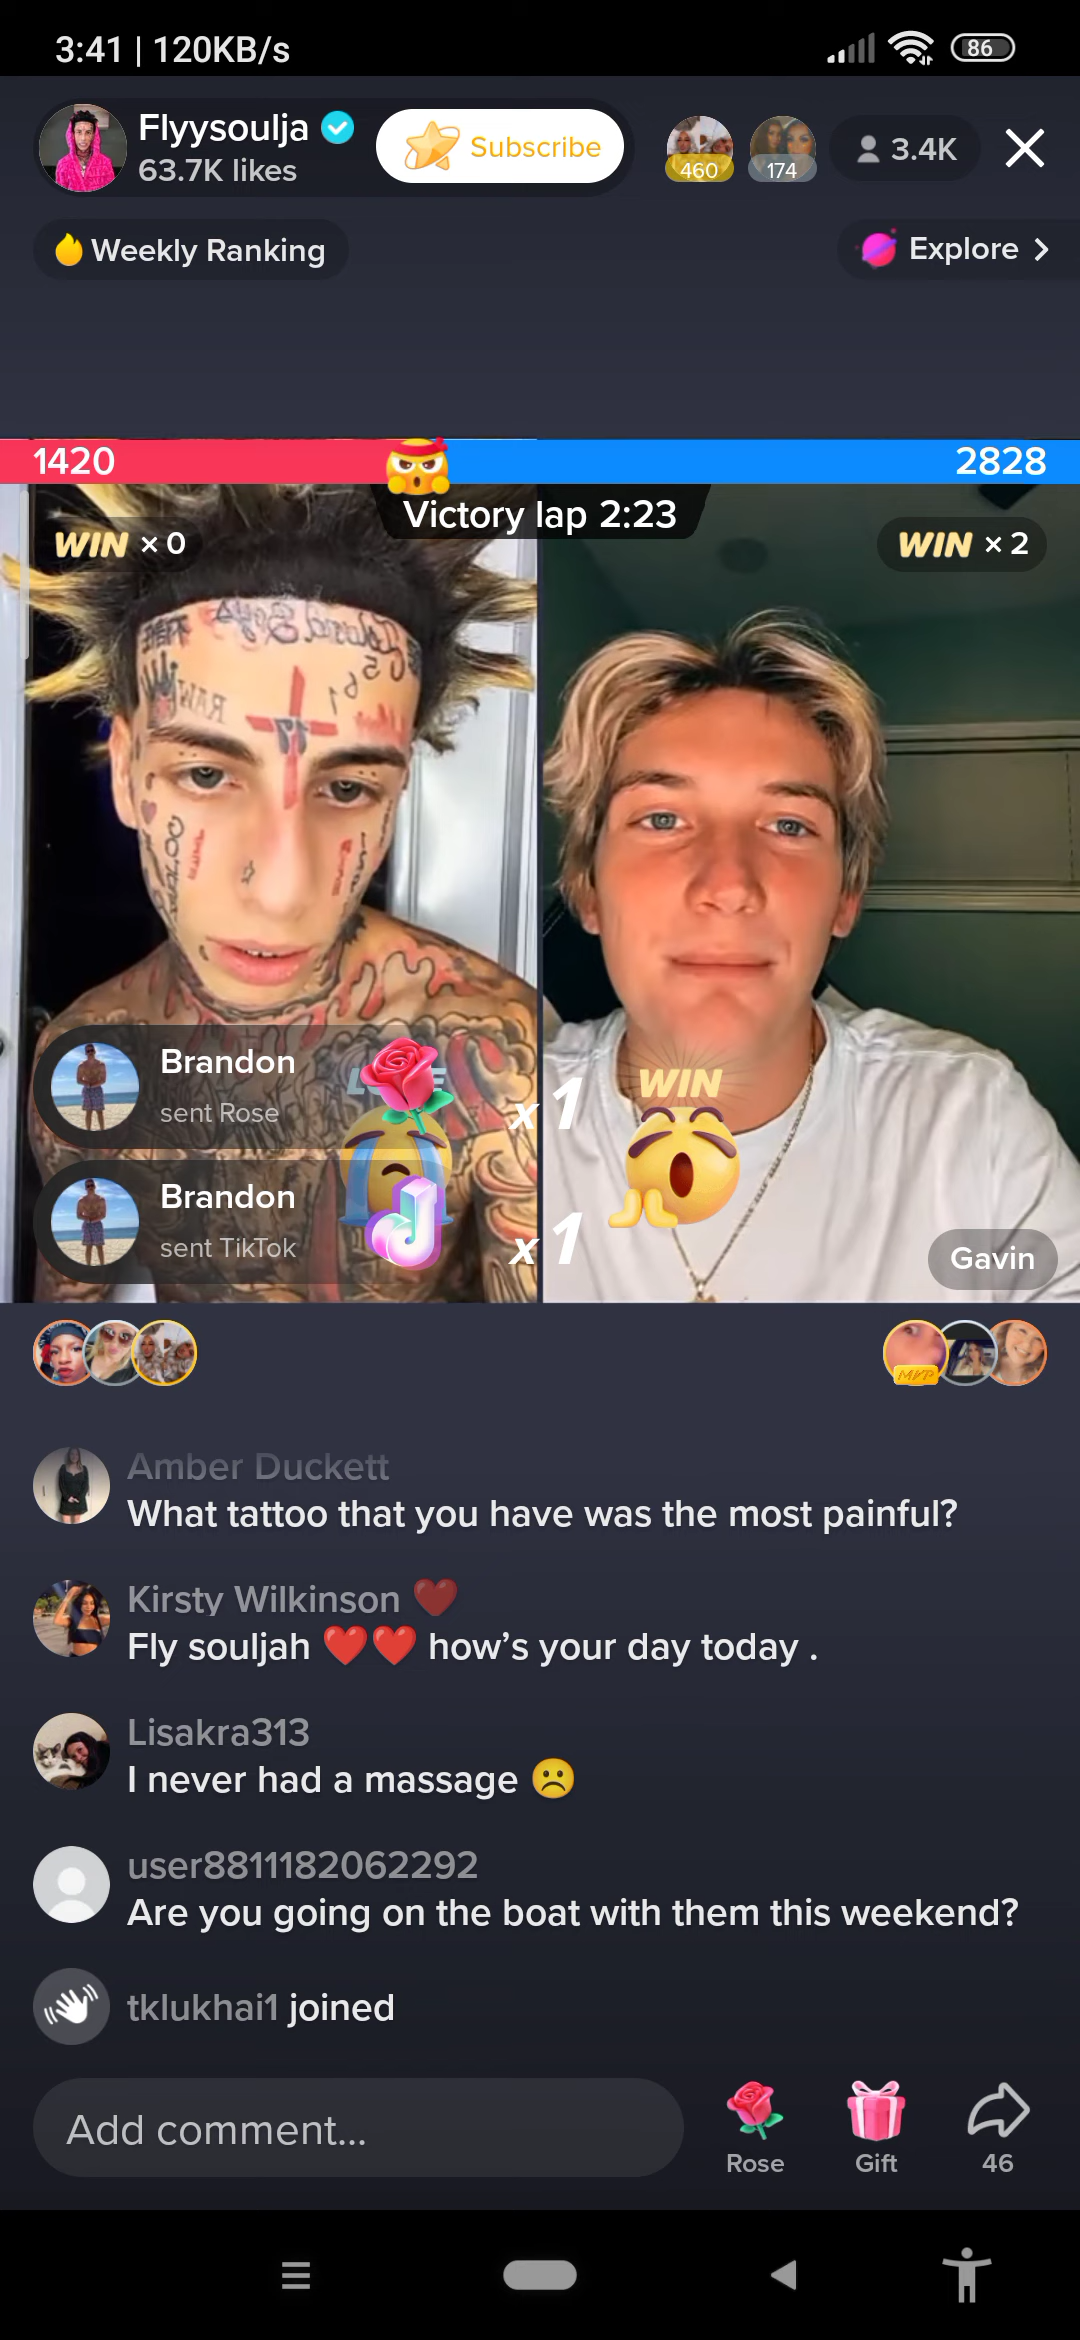 3:41 | 120KB/s
86
Flyysoulja
63.7K likes
Subscribe
460
174
3.4K
Weekly Ranking
Explore
1420
2828
Victory lap 2:23
WIN × 0
WIN × 2
Brandon
sent Rose
x1
WIN
Brandon
sent TikTok
x1
Gavin
MVP
Amber Duckett
What tattoo that you have was the most painful?
Kirsty Wilkinson ❤️
Fly souljah ❤️❤️ how's your day today .
Lisakra313
I never had a massage ☹️
user8811182062292
Are you going on the boat with them this weekend?
tklukhai1 joined
Add comment...
Rose
Gift
46